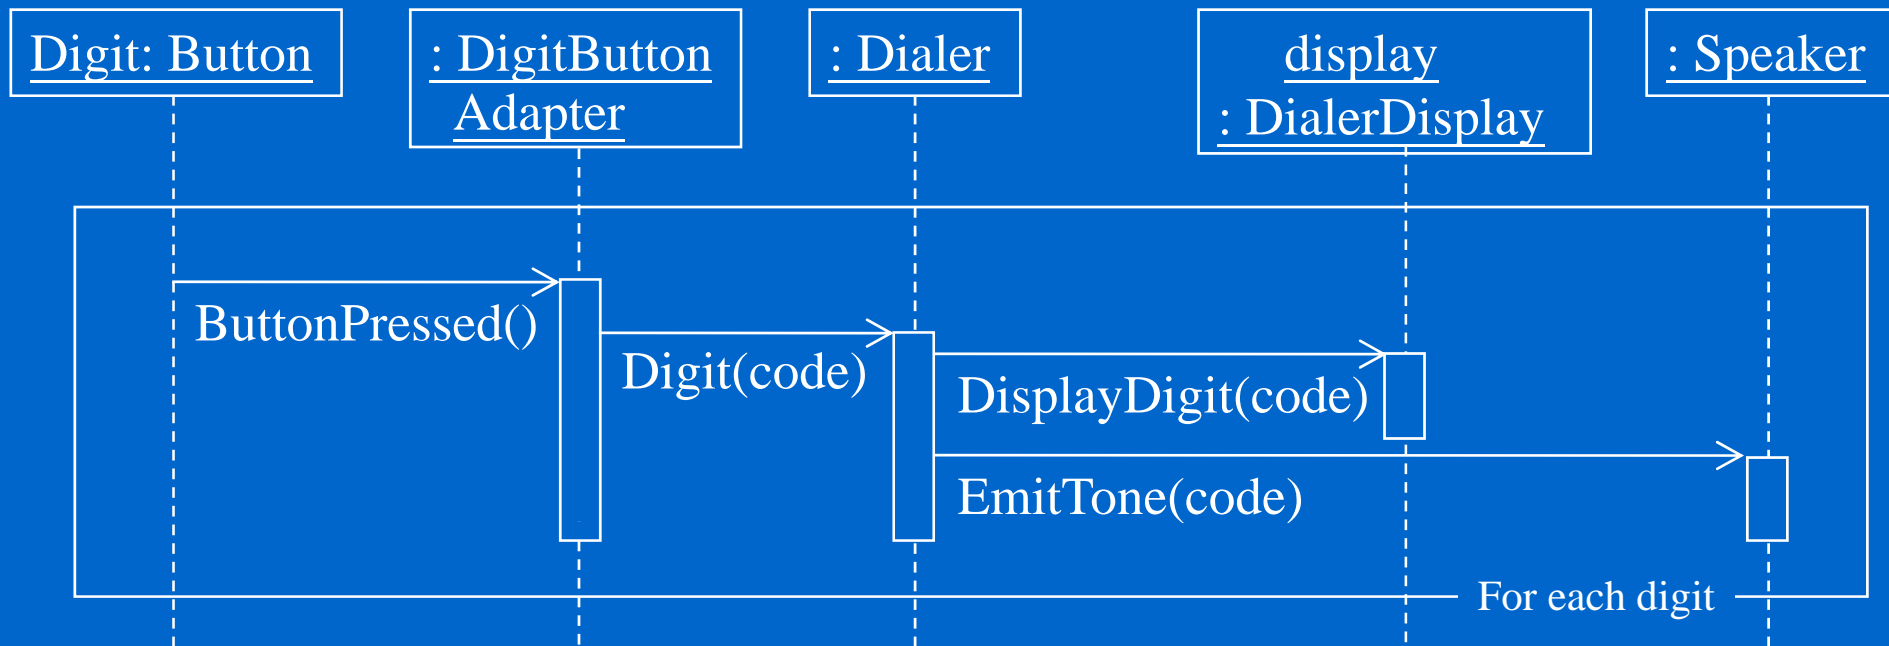 Digit: Button
: DigitButton
Adapter
: Dialer
display
: DialerDisplay
: Speaker
ButtonPressed()
Digit(code)
DisplayDigit(code)
EmitTone(code)
For each digit